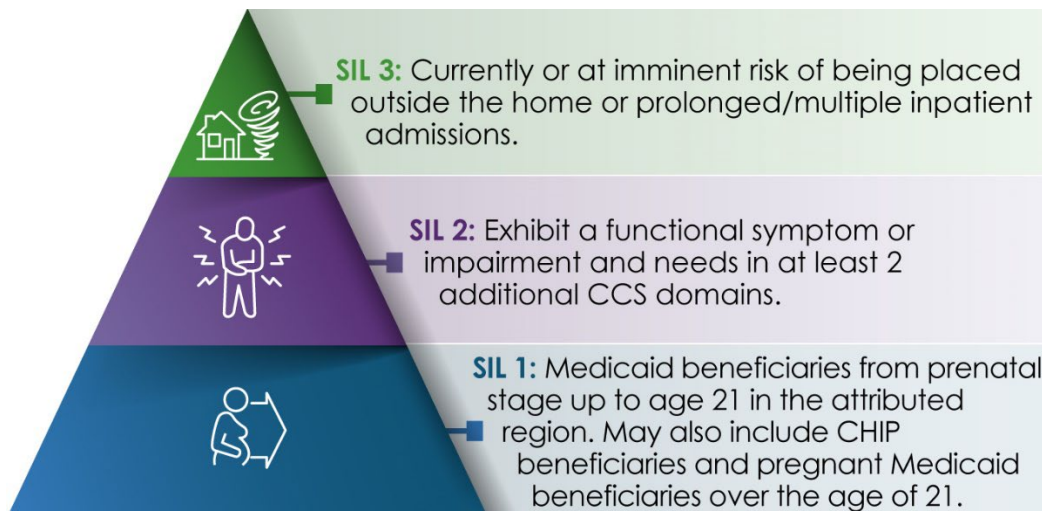 SIL 3: Currently or at imminent risk of being placed
outside the home or prolonged/multiple inpatient
admissions.
SIL 2: Exhibit a functional symptom or
impairment and needs in at least 2
additional CCS domains.
SIL 1: Medicaid beneficiaries from prenatal
stage up to age 21 in the attributed
region. May also include CHIP
beneficiaries and pregnant Medicaid
beneficiaries over the age of 21.